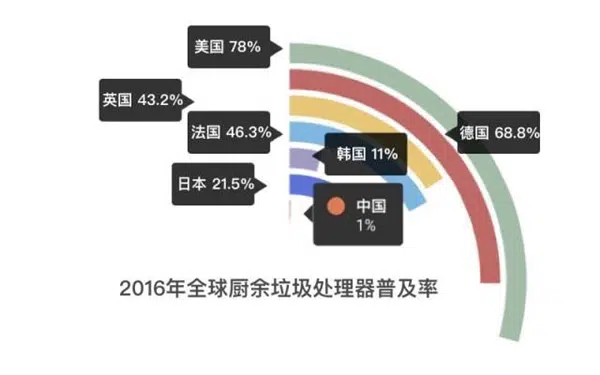 美国 78%
英国 43.2%
法国 46.3%
德国 68.8%
韩国 11%
日本 21.5%
中国
1%
2016年全球厨余垃圾处理器普及率